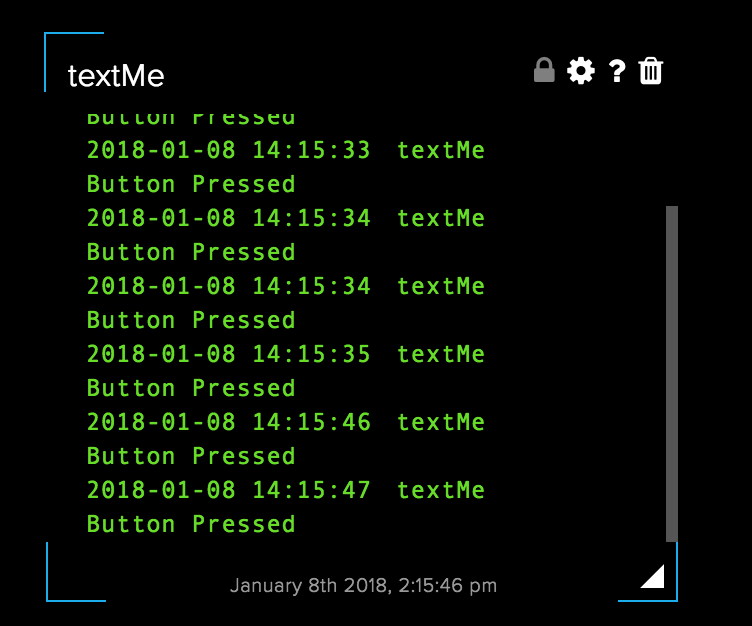 textMe
Button Pressed
2018-01-08 14:15:33 textMe
Button Pressed
2018-01-08 14:15:34 textMe
Button Pressed
2018-01-08 14:15:34 textMe
Button Pressed
2018-01-08 14:15:35 textMe
Button Pressed
2018-01-08 14:15:46 textMe
Button Pressed
2018-01-08 14:15:47 textMe
Button Pressed
January 8th 2018, 2:15:46 pm